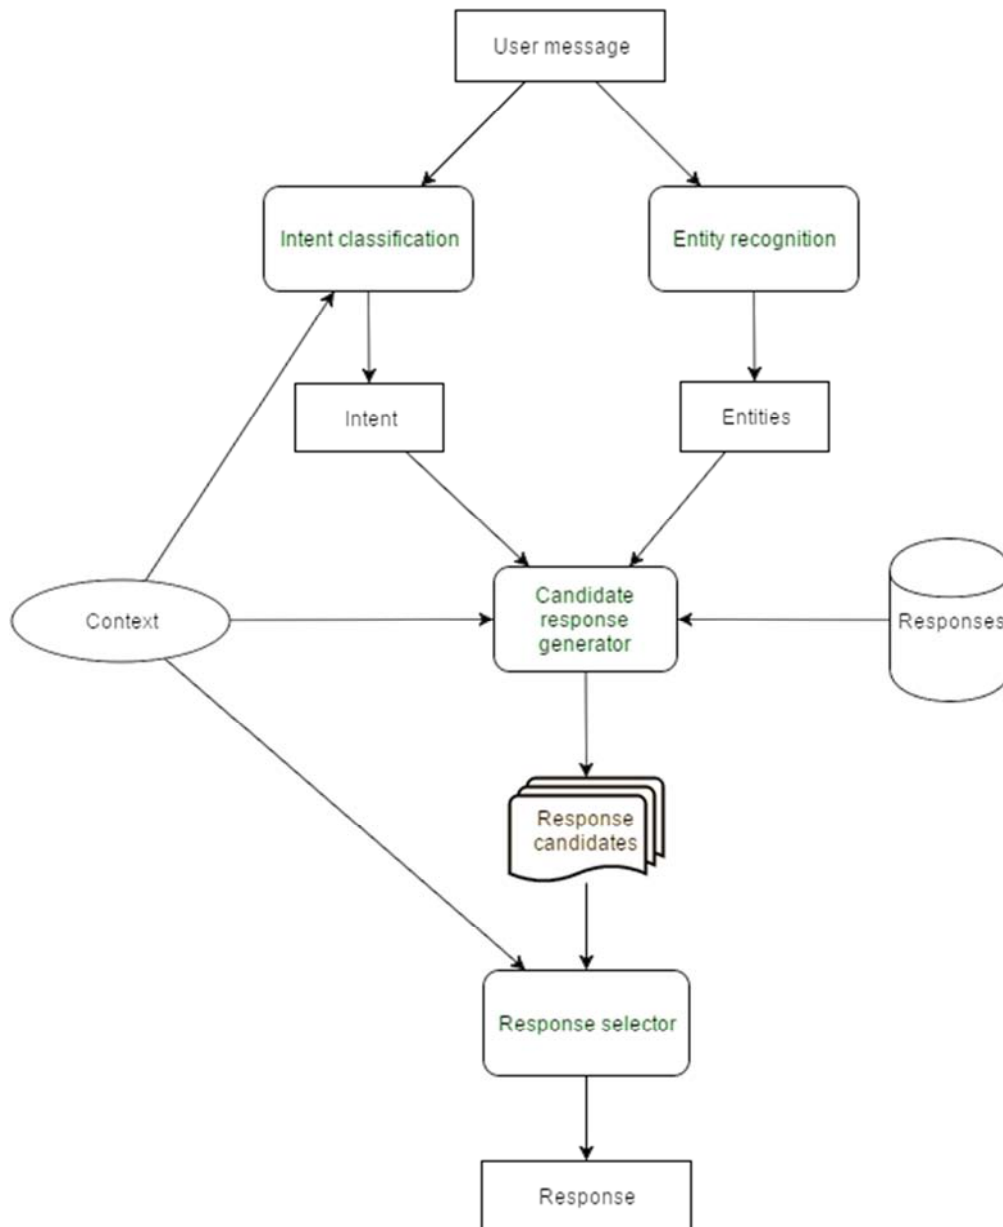 User message
Intent classification
Entity recognition
Intent
Entities
Context
Candidate
response
generator
Responses
Response
candidates
Response selector
Response